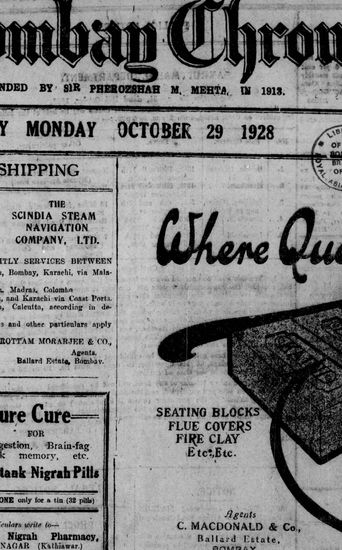 Bombay Chron
NDED BY SIR PHEROZSHAH M. MEHTA, IN 1913.
Y MONDAY OCTOBER 29 1928
SHIPPING
THE
SCINDIA STEAM
NAVIGATION
COMPANY, LTD.
TLY SERVICES BETWEEN
Bombay, Karachi, via Mala-
Madras, Colombo
and Karachi via Coast Ports.
Calcutta, according in de-
s and other particulars apply
ROTTAM MORARJEE & CO.,
Agents.
Ballard Estate, Bombay.
ure Cure
FOR
gestion, Brain-fag
k memory, etc.
tank Nigrah Pills
ONE only for a tin (32 pills)
culars write to—
Nigrah Pharmacy,
NAGAR (Kathiawar.)
Where Qua
SEATING BLOCKS
FLUE COVERS
FIRE CLAY
Etc., Etc.
Agents
C. MACDONALD & Co.,
Ballard Estate,
BOMBAY